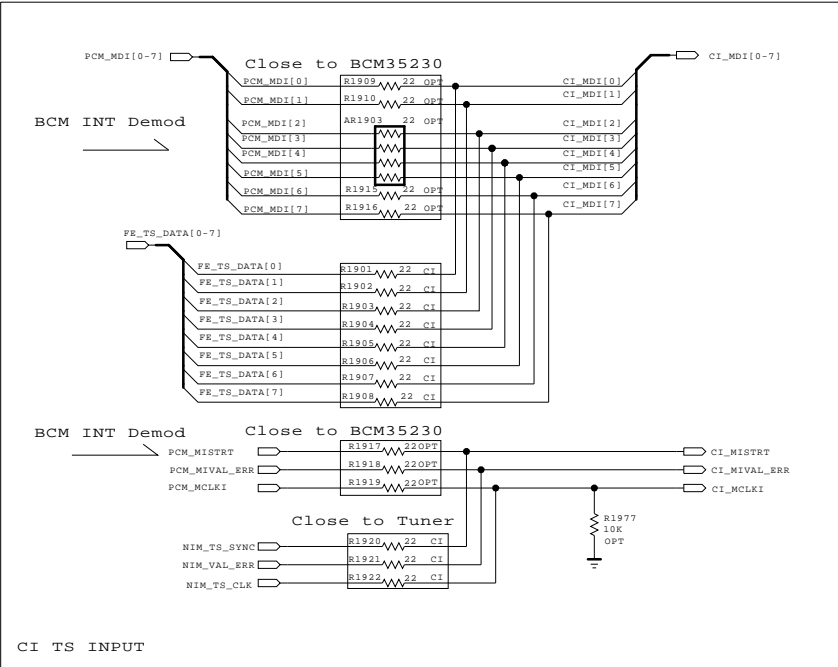 PCM_MDI[0-7]
CI_MDI[0-7]
Close to BCM35230
PCM_MDI[0] R1909 22 OPT CI_MDI[0]
PCM_MDI[1] R1910 22 OPT CI_MDI[1]
BCM INT Demod
PCM_MDI[2] AR1903 22 OPT CI_MDI[2]
PCM_MDI[3] CI_MDI[3]
PCM_MDI[4] CI_MDI[4]
PCM_MDI[5] CI_MDI[5]
PCM_MDI[6] R1915 22 OPT CI_MDI[6]
PCM_MDI[7] R1916 22 OPT CI_MDI[7]
FE_TS_DATA[0-7]
FE_TS_DATA[0] R1901 22 CI
FE_TS_DATA[1] R1902 22 CI
FE_TS_DATA[2] R1903 22 CI
FE_TS_DATA[3] R1904 22 CI
FE_TS_DATA[4] R1905 22 CI
FE_TS_DATA[5] R1906 22 CI
FE_TS_DATA[6] R1907 22 CI
FE_TS_DATA[7] R1908 22 CI
BCM INT Demod
Close to BCM35230
PCM_MISTRT R1917 22OPT CI_MISTRT
PCM_MIVAL_ERR R1918 22OPT CI_MIVAL_ERR
PCM_MCLKI R1919 22OPT CI_MCLKI
R1977
10K
OPT
Close to Tuner
NIM_TS_SYNC R1920 22 CI
NIM_VAL_ERR R1921 22 CI
NIM_TS_CLK R1922 22 CI
CI TS INPUT